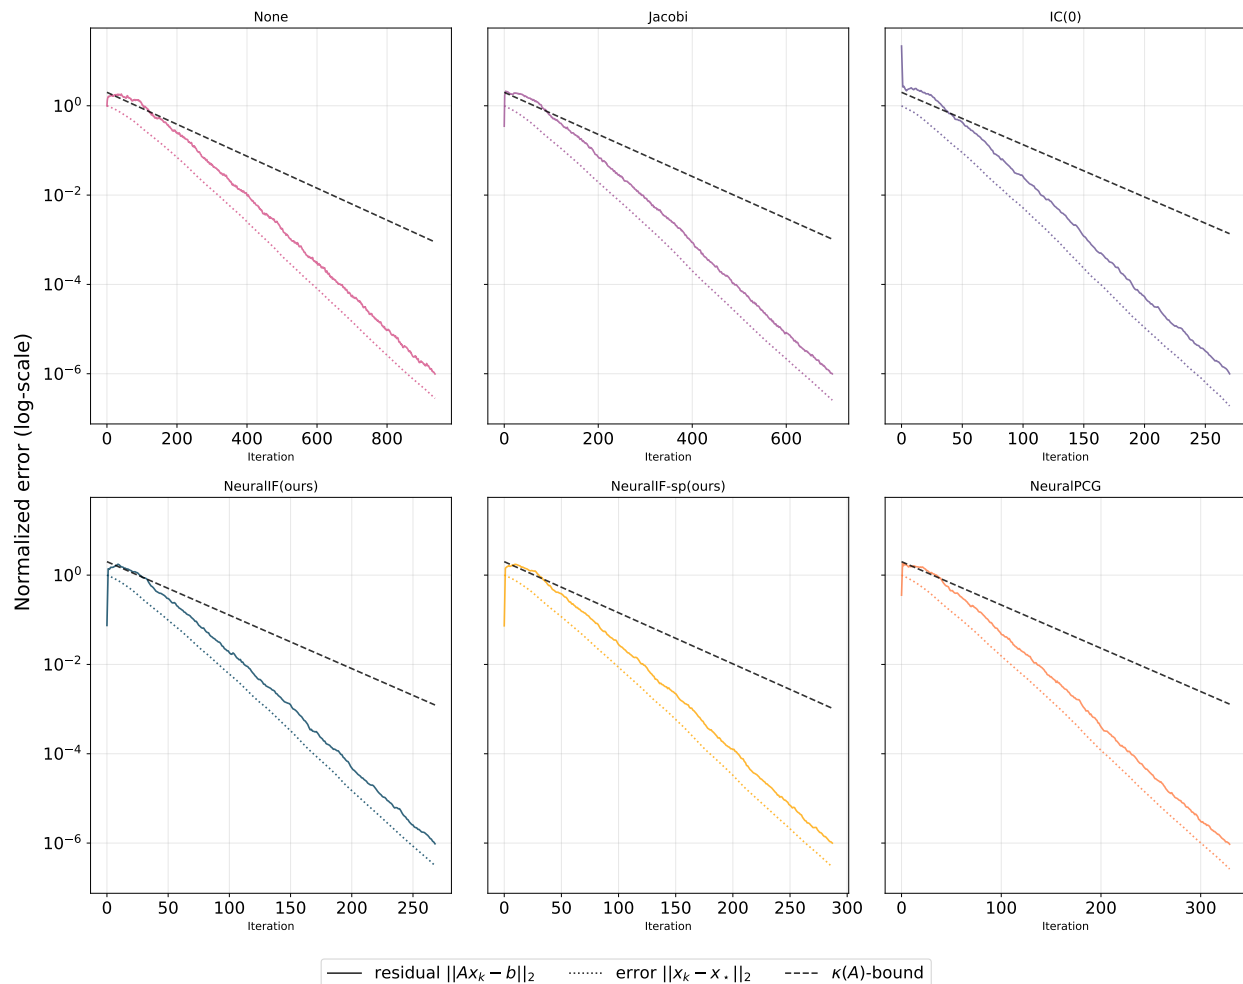 None
Jacobi
IC(0)
10^0
10^−2
10^−4
10^−6
0 200 400 600 800
0 200 400 600
0 50 100 150 200 250
Iteration
Iteration
Iteration
Normalized error (log-scale)
NeuralIF(ours)
NeuralIF-sp(ours)
NeuralPCG
10^0
10^−2
10^−4
10^−6
0 50 100 150 200 250
0 50 100 150 200 250 300
0 100 200 300
Iteration
Iteration
Iteration
residual ||Ax_k − b||_2
error ||x_k − x⋆||_2
κ(A)-bound